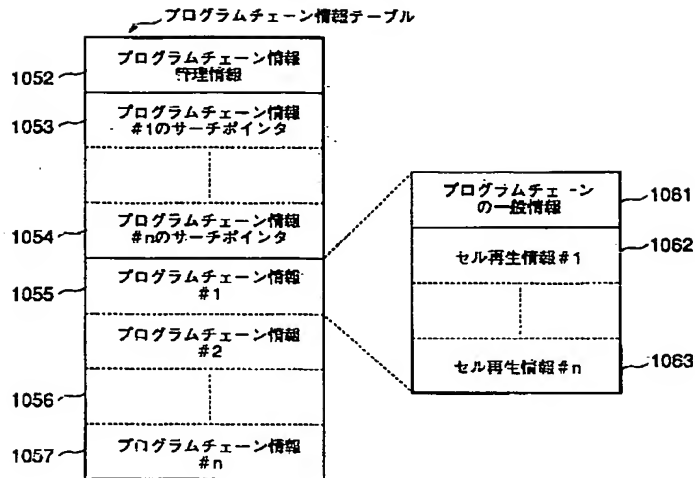 プログラムチェーン情報テーブル
1052
プログラムチェーン情報
管理情報
1053
プログラムチェーン情報
#1のサーチポインタ
1054
プログラムチェーン情報
#nのサーチポインタ
1055
プログラムチェーン情報
#1
プログラムチェーン情報
#2
1056
1057
プログラムチェーン情報
#n
プログラムチェーン
の一般情報
1061
1062
セル再生情報#1
セル再生情報#n
1063